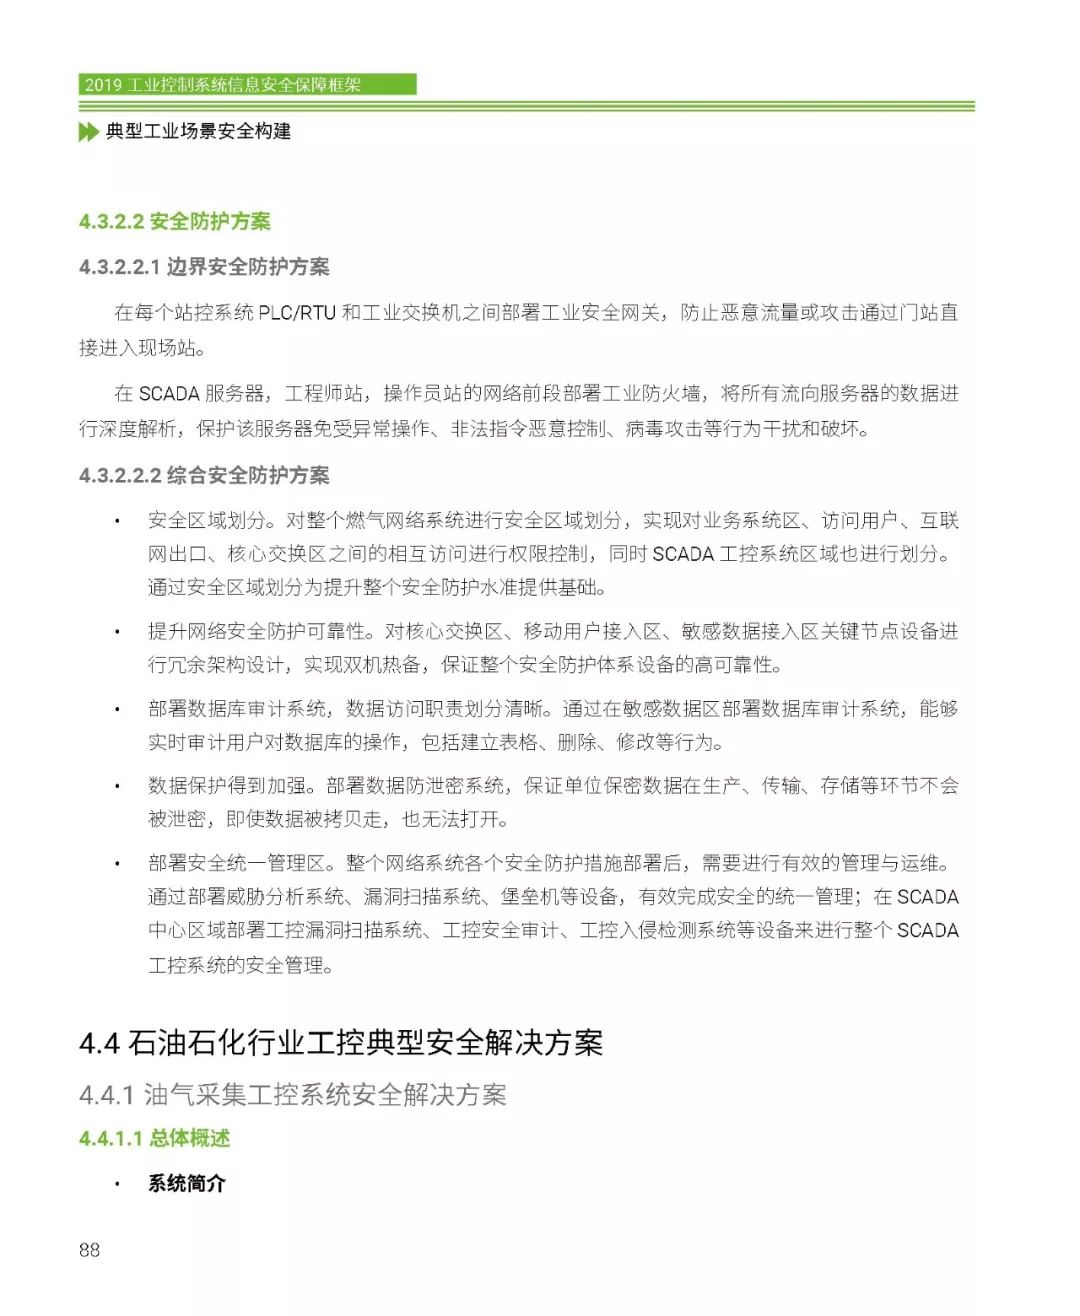 2019 工业控制系统信息安全保障框架
典型工业场景安全构建
4.3.2.2 安全防护方案
4.3.2.2.1 边界安全防护方案
在每个站控系统 PLC/RTU 和工业交换机之间部署工业安全网关，防止恶意流量或攻击通过门站直
接进入现场站。
在 SCADA 服务器，工程师站，操作员站的网络前段部署工业防火墙，将所有流向服务器的数据进
行深度解析，保护该服务器免受异常操作、非法指令恶意控制、病毒攻击等行为干扰和破坏。
4.3.2.2.2 综合安全防护方案
• 安全区域划分。对整个燃气网络系统进行安全区域划分，实现对业务系统区、访问用户、互联
网出口、核心交换区之间的相互访问进行权限控制，同时 SCADA 工控系统区域也进行划分。
通过安全区域划分为提升整个安全防护水准提供基础。
• 提升网络安全防护可靠性。对核心交换区、移动用户接入区、敏感数据接入区关键节点设备进
行冗余架构设计，实现双机热备，保证整个安全防护体系设备的高可靠性。
• 部署数据库审计系统，数据访问职责划分清晰。通过在敏感数据区部署数据库审计系统，能够
实时审计用户对数据库的操作，包括建立表格、删除、修改等行为。
• 数据保护得到加强。部署数据防泄密系统，保证单位保密数据在生产、传输、存储等环节不会
被泄密，即使数据被拷贝走，也无法打开。
• 部署安全统一管理区。整个网络系统各个安全防护措施部署后，需要进行有效的管理与运维。
通过部署威胁分析系统、漏洞扫描系统、堡垒机等设备，有效完成安全的统一管理；在 SCADA
中心区域部署工控漏洞扫描系统、工控安全审计、工控入侵检测系统等设备来进行整个 SCADA
工控系统的安全管理。
4.4 石油石化行业工控典型安全解决方案
4.4.1 油气采集工控系统安全解决方案
4.4.1.1 总体概述
• 系统简介
88